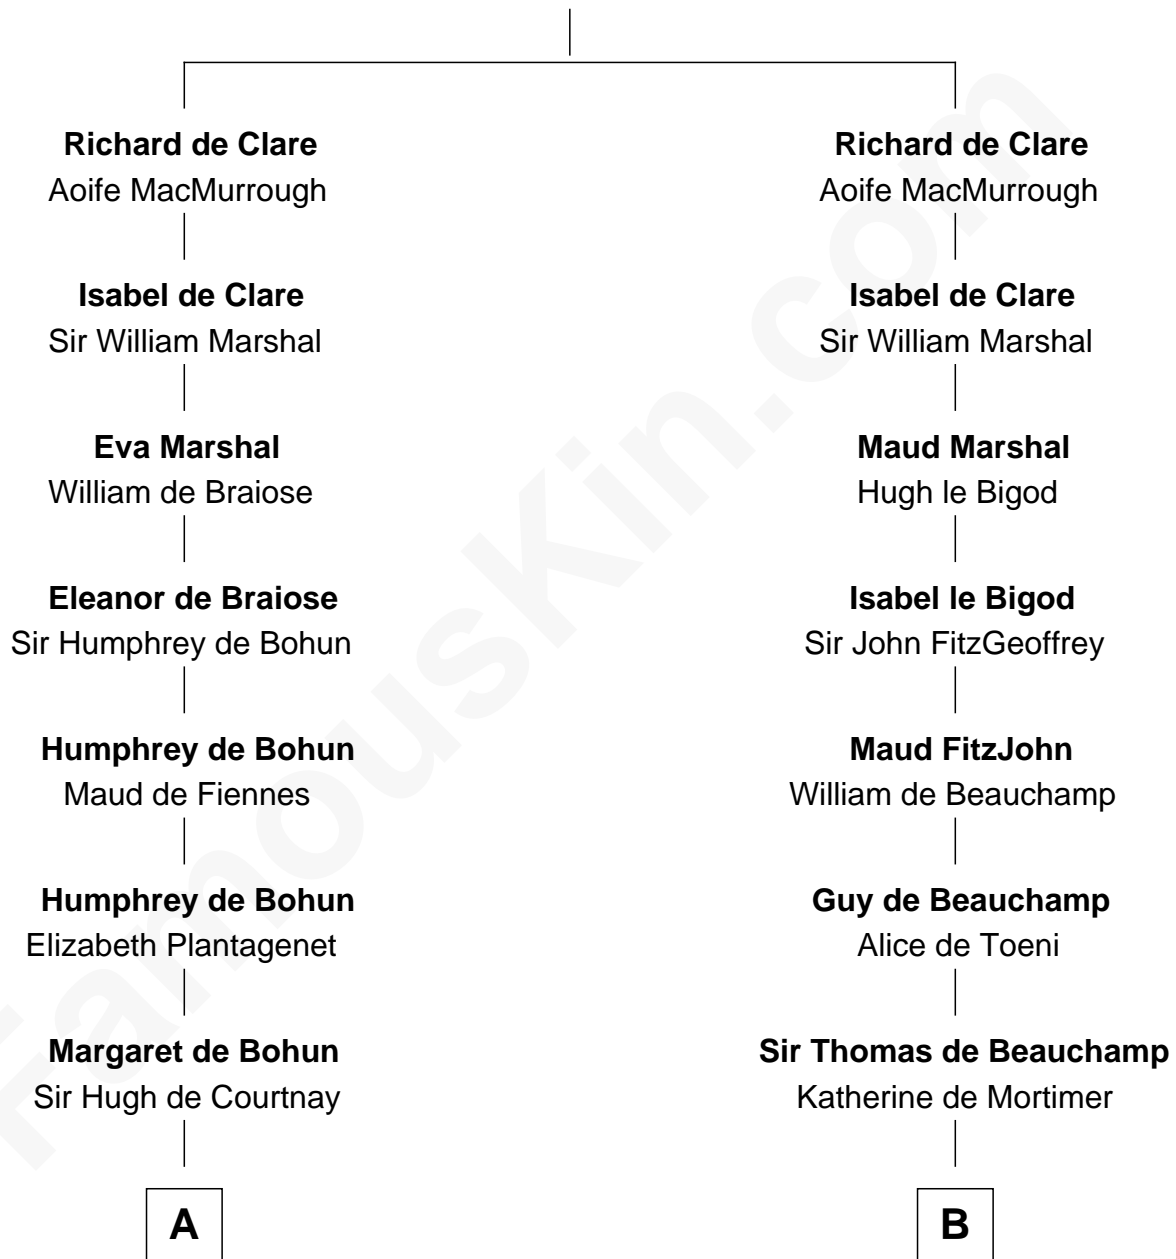 Richard de Clare
Aoife MacMurrough
Isabel de Clare
Sir William Marshal
Eva Marshal
William de Braiose
Eleanor de Braiose
Sir Humphrey de Bohun
Humphrey de Bohun
Maud de Fiennes
Humphrey de Bohun
Elizabeth Plantagenet
Margaret de Bohun
Sir Hugh de Courtnay
A
Richard de Clare
Aoife MacMurrough
Isabel de Clare
Sir William Marshal
Maud Marshal
Hugh le Bigod
Isabel le Bigod
Sir John FitzGeoffrey
Maud FitzJohn
William de Beauchamp
Guy de Beauchamp
Alice de Toeni
Sir Thomas de Beauchamp
Katherine de Mortimer
B
FamousKin.com